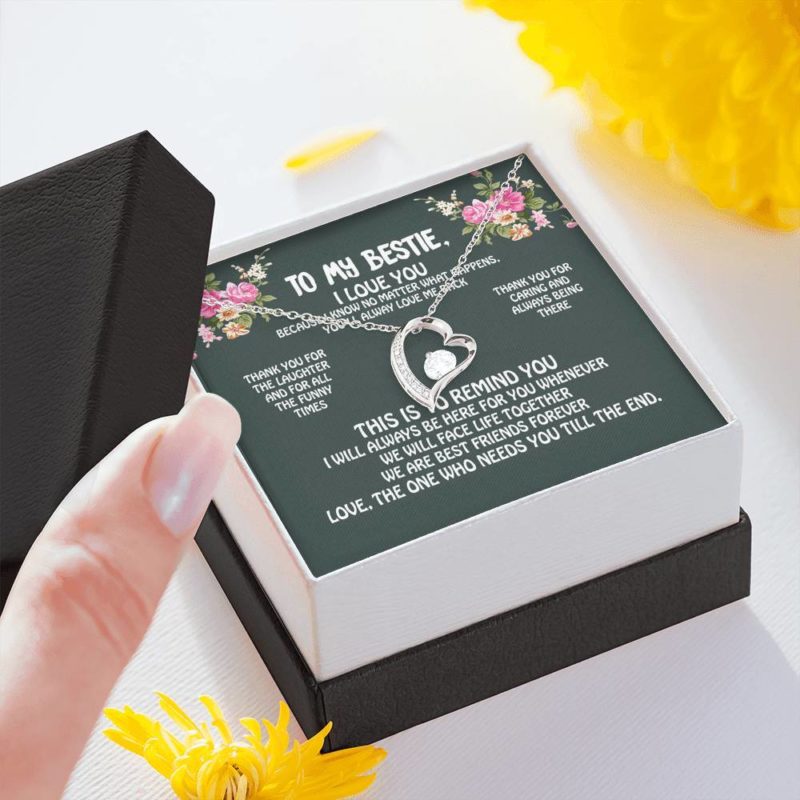 TO MY BESTIE,
I LOVE YOU
BECAUSE I KNOW NO MATTER WHAT HAPPENS,
YOU'LL ALWAY LOVE ME BACK
THANK YOU FOR
CARING AND
ALWAYS BEING
THERE
THANK YOU FOR
THE LAUGHTER
AND FOR ALL
THE FUNNY
TIMES
THIS IS TO REMIND YOU
I WILL ALWAYS BE HERE FOR YOU WHENEVER
WE WILL FACE LIFE TOGETHER
WE ARE BEST FRIENDS FOREVER
LOVE, THE ONE WHO NEEDS YOU TILL THE END.